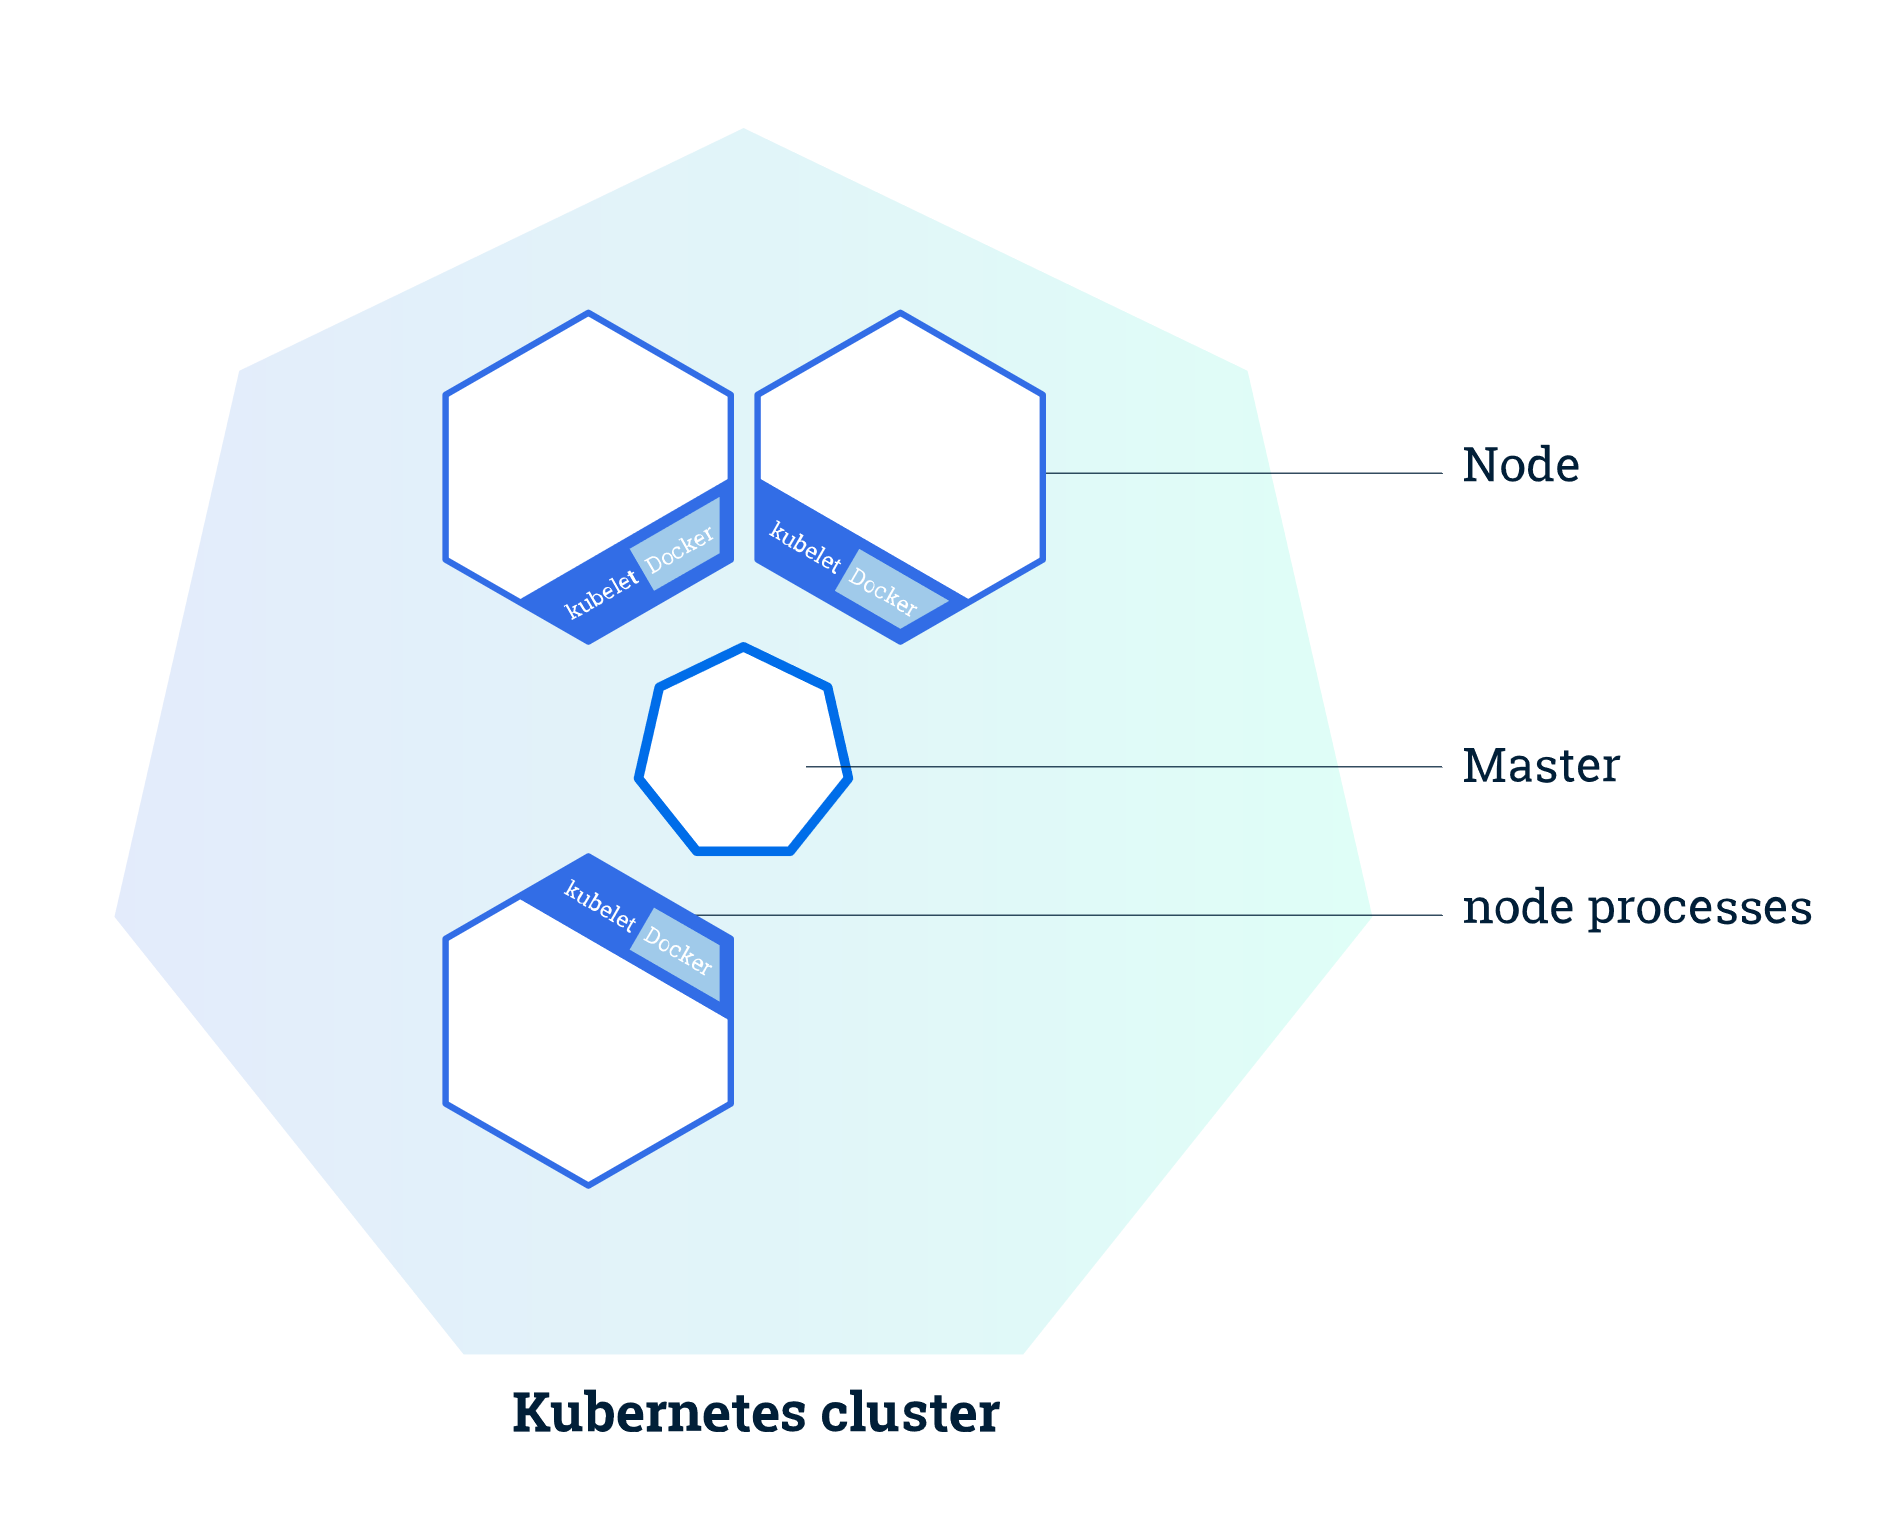 kubelet
Docker
kubelet
Docker
Node
Master
kubelet
Docker
node processes
Kubernetes cluster